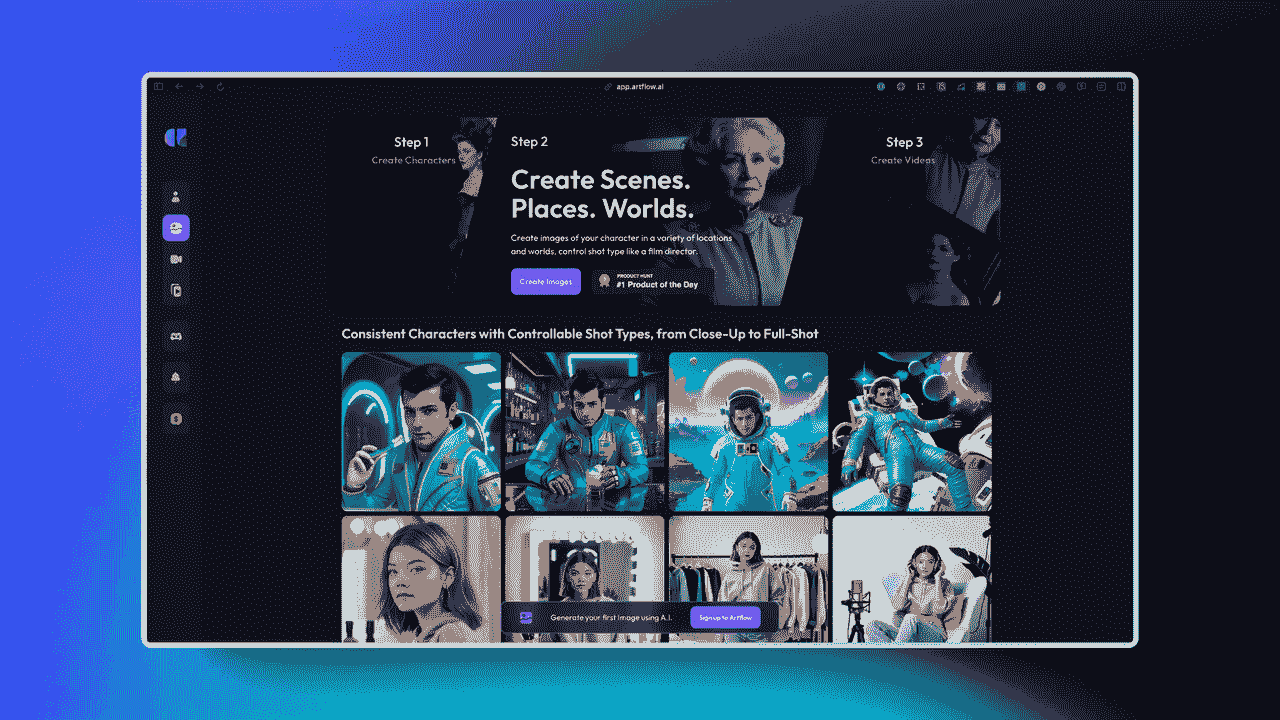 app.artflow.ai
Step 1
Create Characters
Step 2
Create Scenes.
Places. Worlds.
Create images of your character in a variety of locations
and worlds, control shot type like a film director.
Create Images
PRODUCT HUNT
#1 Product of the Day
Step 3
Create Videos
Consistent Characters with Controllable Shot Types, from Close-Up to Full-Shot
Generate your first image using A.I.
Sign up to Artflow